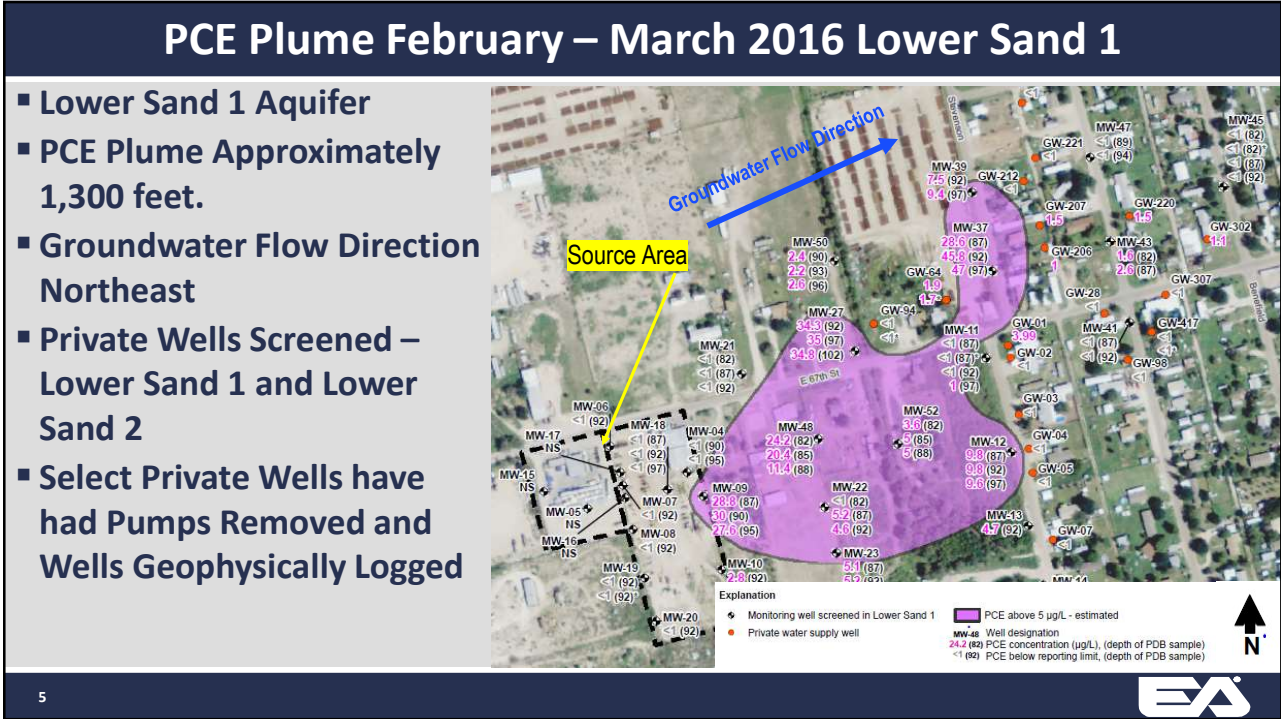 PCE Plume February – March 2016 Lower Sand 1
▪ Lower Sand 1 Aquifer
▪ PCE Plume Approximately
1,300 feet.
▪ Groundwater Flow Direction
Northeast
▪ Private Wells Screened –
Lower Sand 1 and Lower
Sand 2
▪ Select Private Wells have
had Pumps Removed and
Wells Geophysically Logged
Groundwater Flow Direction
Source Area
Stevenson
Benefield
E 67th St
<1
MW-47
<1 (89)
<1 (94)
MW-45
<1 (82)
<1 (82)*
<1 (87)
<1 (92)
GW-221
<1
MW-39
7.5 (92)
9.4 (97)
GW-212
<1
GW-207
1.5
GW-220
1.5
GW-302
1.1
MW-37
28.6 (87)
45.8 (92)
47 (97)
GW-206
1
MW-43
1.6 (82)
2.6 (87)
MW-50
2.4 (90)
2.2 (93)
2.6 (96)
GW-64
1.9
1.7*
GW-307
<1
GW-28
<1
MW-27
34.3 (92)
35 (97)
34.8 (102)
GW-94
<1
<1*
MW-11
<1 (87)
<1 (87)*
<1 (92)
1 (97)
GW-01
3.99
GW-02
<1
MW-41
<1 (87)
<1 (92)
GW-417
<1
<1*
GW-98
<1
MW-21
<1 (82)
<1 (87)
<1 (92)
GW-03
<1
MW-06
<1 (92)
MW-17
NS
MW-18
<1 (87)
<1 (92)
<1 (97)
MW-04
<1 (90)
<1 (95)
MW-48
24.2 (82)
20.4 (85)
11.4 (88)
MW-52
3.6 (82)
5 (85)
5 (88)
MW-12
9.8 (87)
9.8 (92)
9.6 (97)
GW-04
<1
GW-05
<1
MW-15
NS
MW-05
NS
MW-16
NS
MW-07
<1 (92)
MW-08
<1 (92)
MW-09
28.8 (87)
30 (90)
27.6 (95)
MW-22
<1 (82)
5.2 (87)
4.6 (92)
MW-13
4.7 (92)
GW-07
<1
MW-19
<1 (92)
<1 (92)*
MW-10
2.8 (92)
MW-23
5.1 (87)
5.2 (92)
MW-14
MW-20
<1 (92)
Explanation
Monitoring well screened in Lower Sand 1
Private water supply well
PCE above 5 µg/L - estimated
MW-48 Well designation
24.2 (82) PCE concentration (µg/L), (depth of PDB sample)
<1 (92) PCE below reporting limit, (depth of PDB sample)
N
5
EA